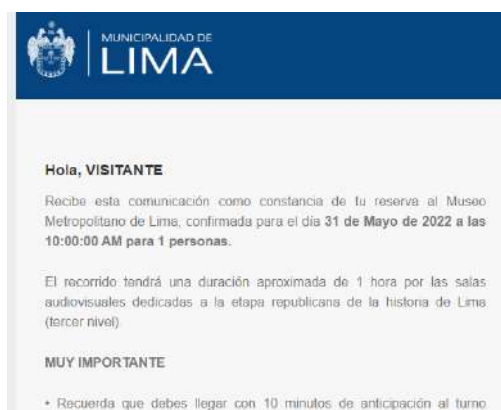 MUNICIPALIDAD DE
LIMA
Hola, VISITANTE
Recibe esta comunicación como constancia de tu reserva al Museo
Metropolitano de Lima, confirmada para el día 31 de Mayo de 2022 a las
10:00:00 AM para 1 personas.
El recorrido tendrá una duración aproximada de 1 hora por las salas
audiovisuales dedicadas a la etapa republicana de la historia de Lima
(tercer nivel).
MUY IMPORTANTE
• Recuerda que debes llegar con 10 minutos de anticipación al turno